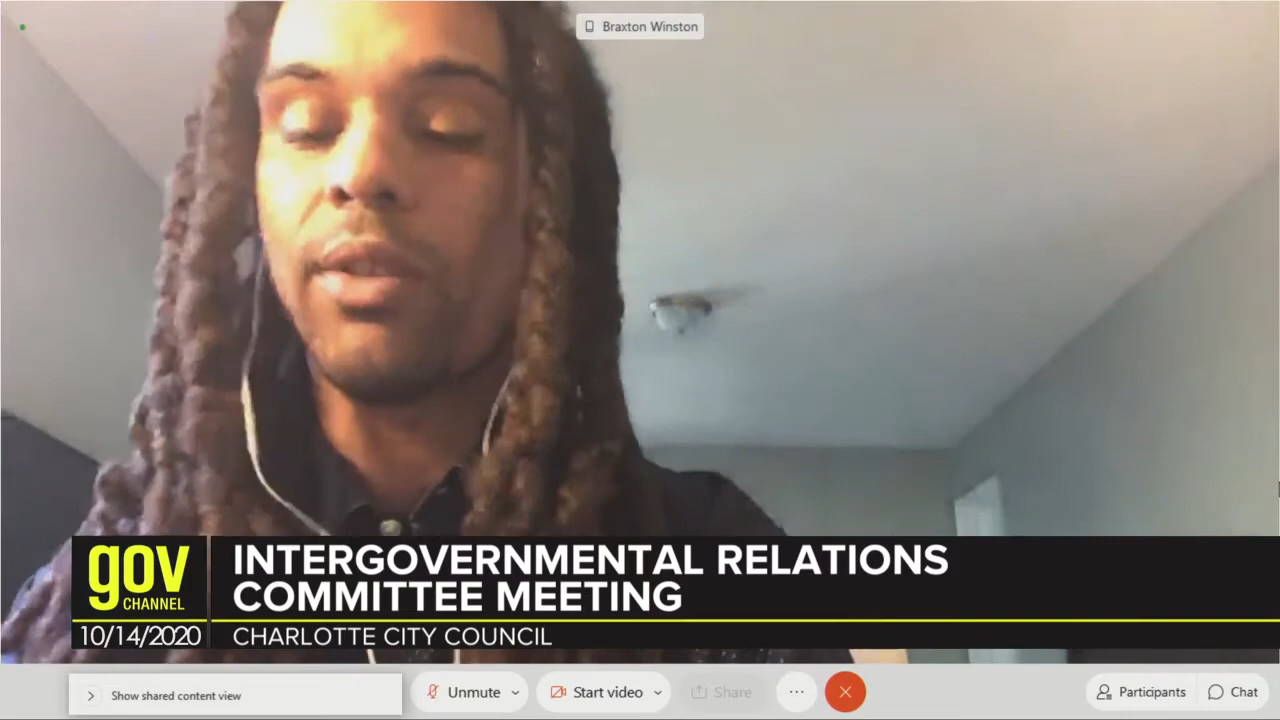 Braxton Winston
INTERGOVERNMENTAL RELATIONS
COMMITTEE MEETING
gov
CHANNEL
10/14/2020
CHARLOTTE CITY COUNCIL
Show shared content view
Unmute
Start video
Share
Participants
Chat